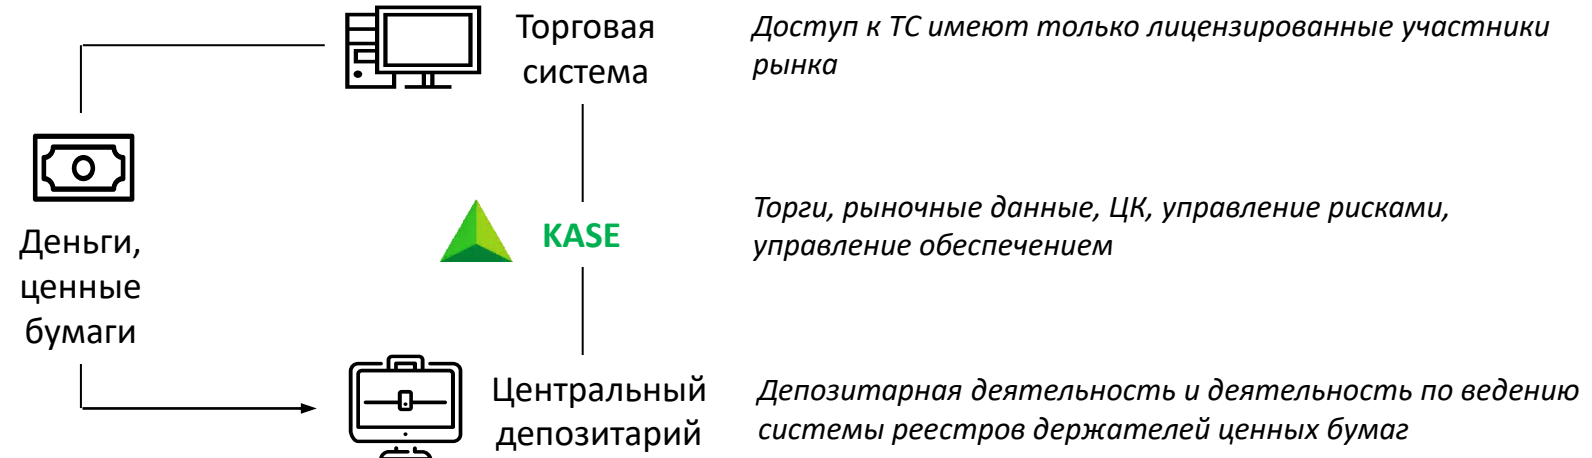 Торговая
система
Доступ к ТС имеют только лицензированные участники
рынка
Деньги,
ценные
бумаги
KASE
Торги, рыночные данные, ЦК, управление рисками,
управление обеспечением
Центральный
депозитарий
Депозитарная деятельность и деятельность по ведению
системы реестров держателей ценных бумаг